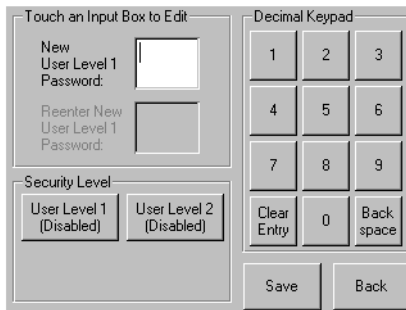 Touch an Input Box to Edit
New
User Level 1
Password:
Reenter New
User Level 1
Password:
Security Level
User Level 1
(Disabled)
User Level 2
(Disabled)
Decimal Keypad
1 2 3
4 5 6
7 8 9
Clear
Entry
0
Back
space
Save Back